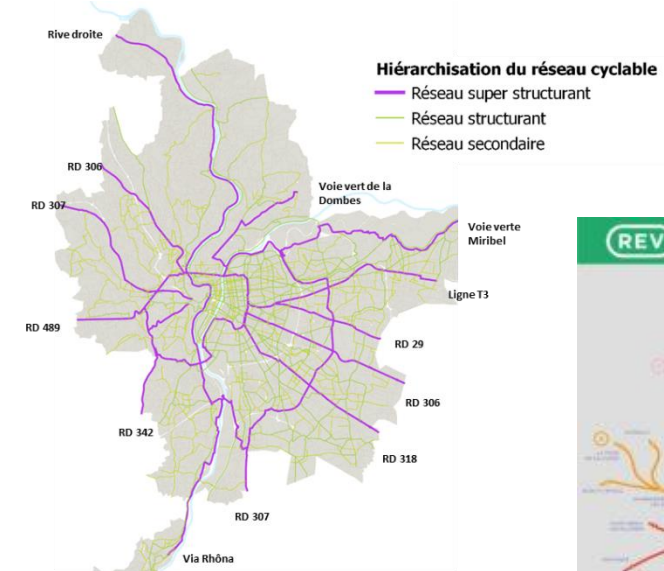 Rive droite
Hiérarchisation du réseau cyclable
Réseau super structurant
Réseau structurant
Réseau secondaire
RD 306
RD 307
Voie vert de la
Dombes
Voie verte
Miribel
REV
Ligne T3
RD 489
RD 29
RD 306
RD 342
RD 318
RD 307
Via Rhôna